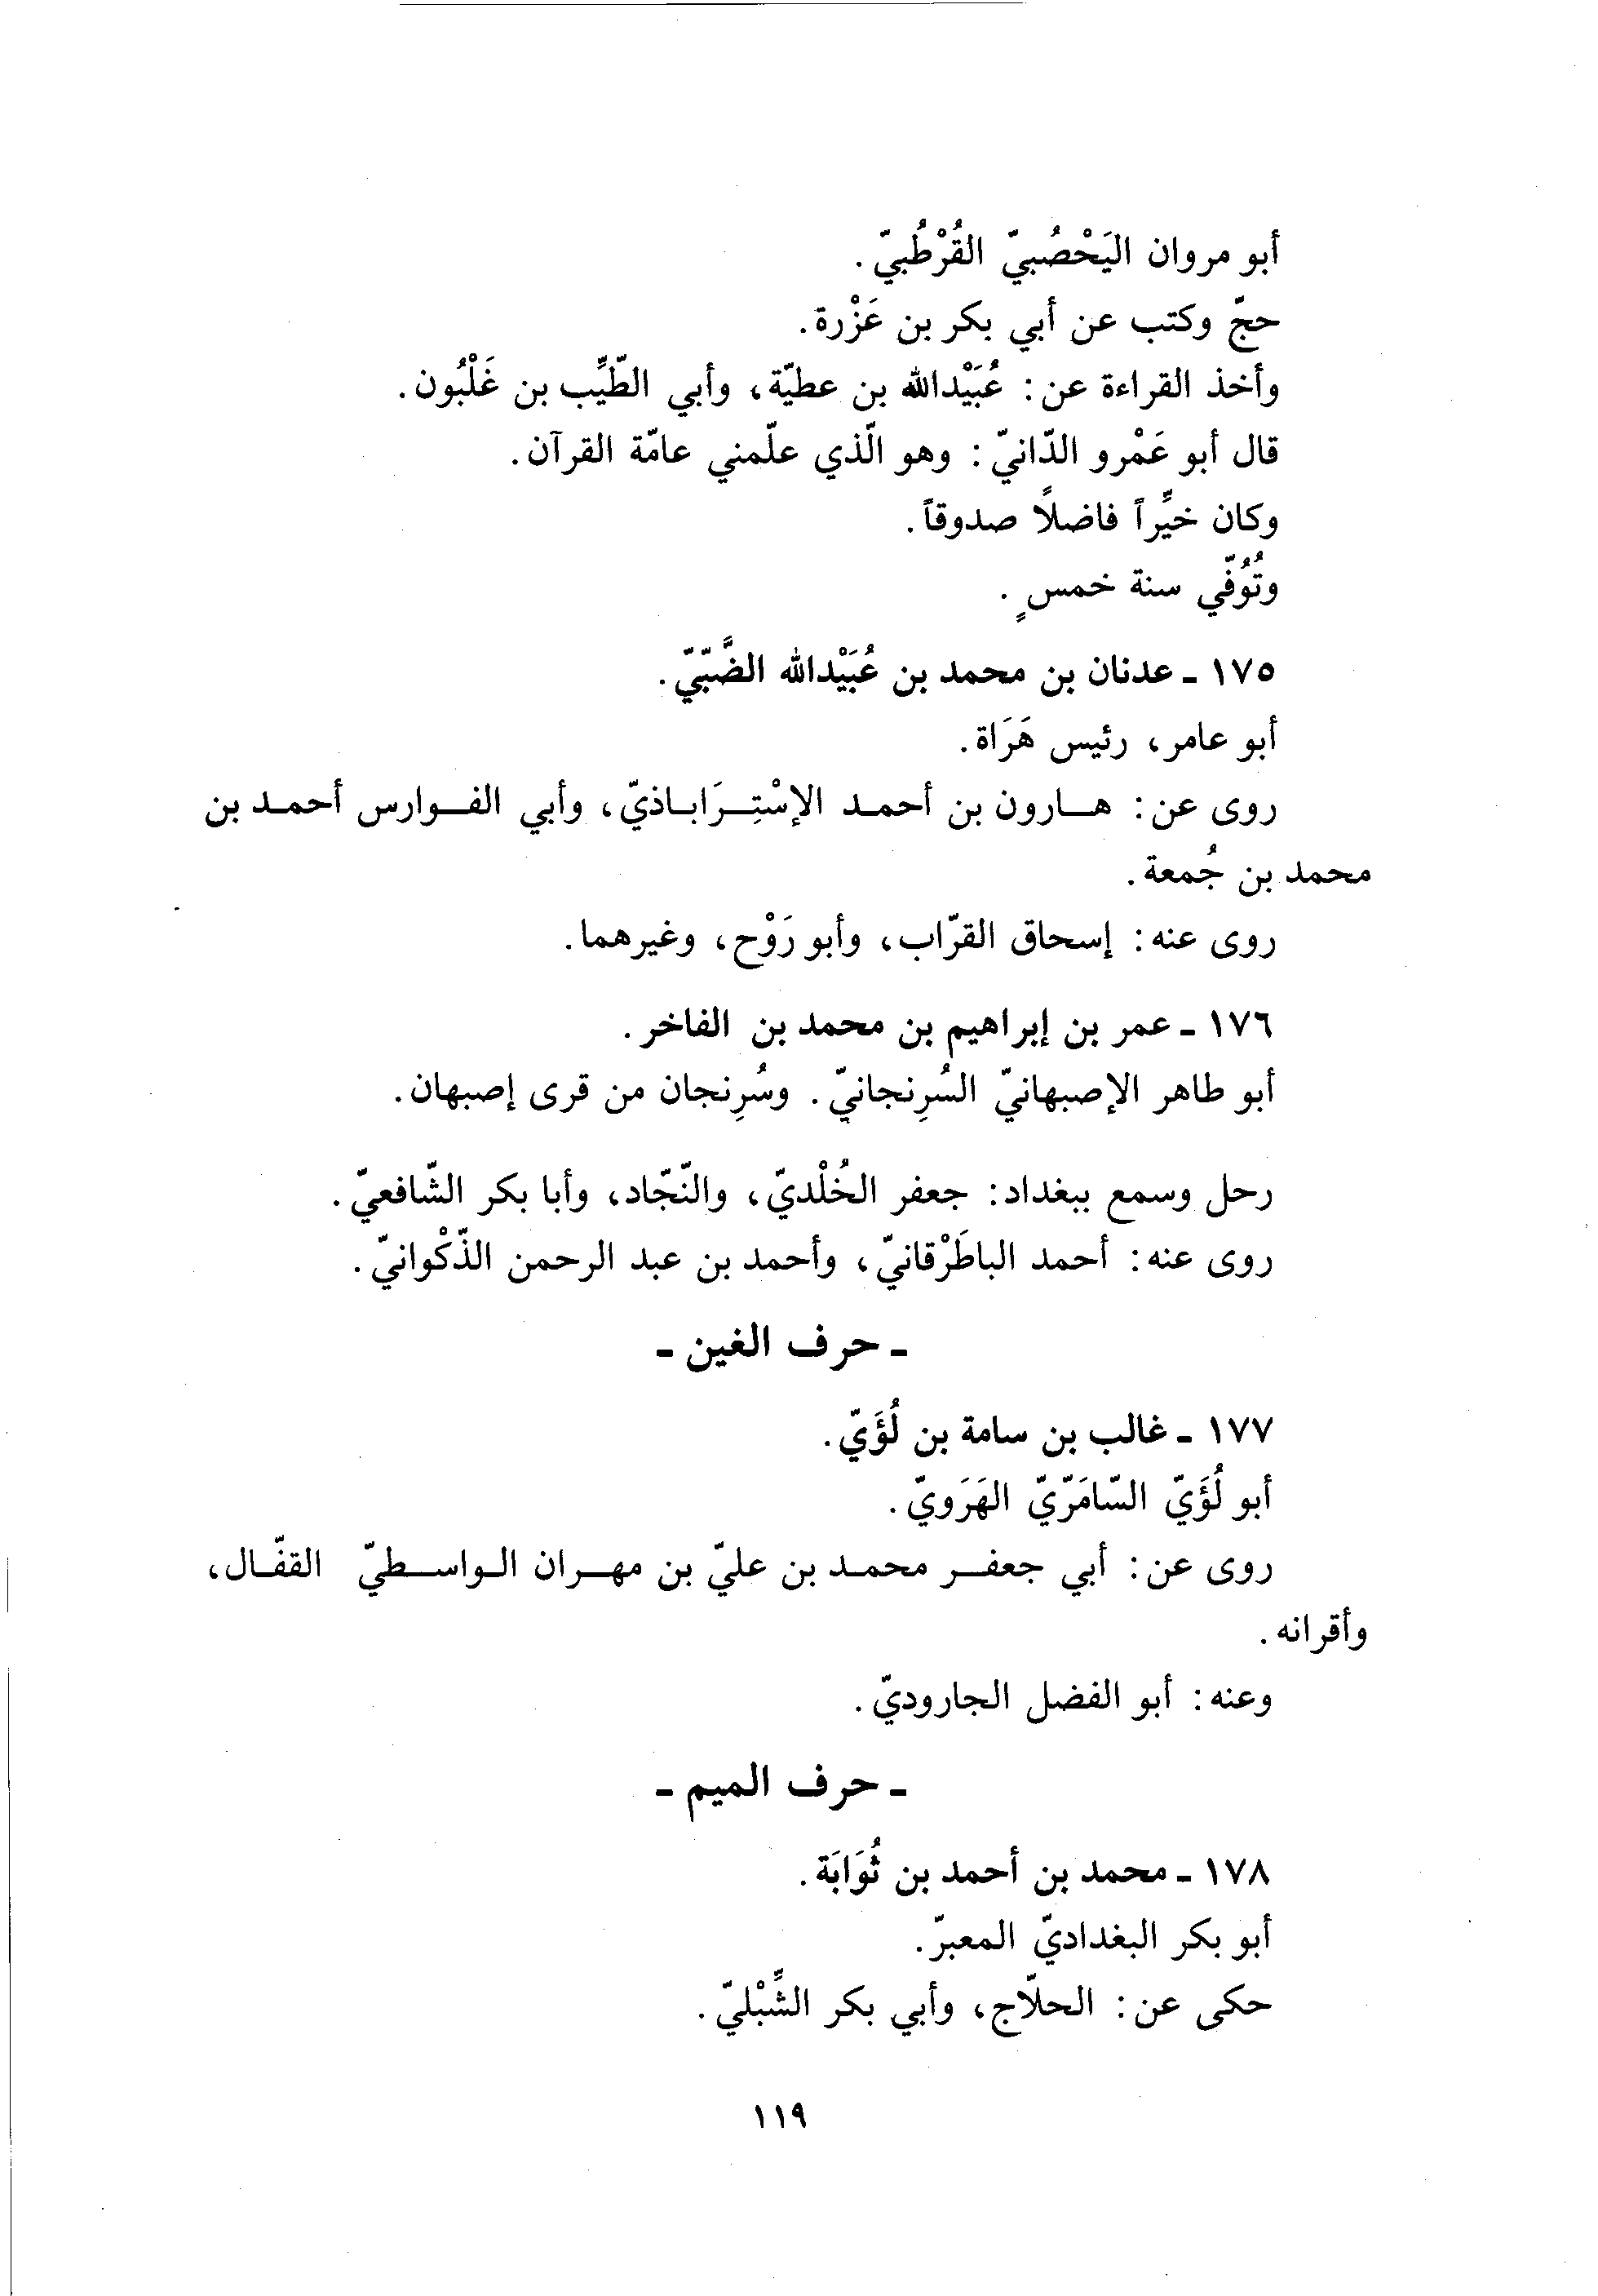 أبو مروان اليَحْصُبيّ القُرْطُبيّ.
حجّ وكتب عن أبي بكر بن عَزْرة.
وأخذ القراءة عن: عُبَيْدالله بن عطيّة، وأبي الطّيِّب بن غَلْبُون.
قال أبو عَمْرو الدّانيّ: وهو الّذي علّمني عامّة القرآن.
وكان خيِّراً فاضلاً صدوقاً.
وتُوُفّي سنة خمسٍ.
١٧٥ ـ عدنان بن محمد بن عُبَيْدالله الضَّبّيّ.
أبو عامر، رئيس هَرَاة.
روى عن: هارون بن أحمد الإسْتِرَاباذيّ، وأبي الفوارس أحمد بن
محمد بن جُمعة.
روى عنه: إسحاق القرّاب، وأبو رَوْح، وغيرهما.
١٧٦ ـ عمر بن إبراهيم بن محمد بن الفاخر.
أبو طاهر الإصبهانيّ السُرِنجانيّ. وسُرِنجان من قرى إصبهان.
رحل وسمع ببغداد: جعفر الخُلْديّ، والنّجّاد، وأبا بكر الشّافعيّ.
روى عنه: أحمد الباطَرْقانيّ، وأحمد بن عبد الرحمن الذّكْوانيّ.
ـ حرف الغين ـ
١٧٧ ـ غالب بن سامة بن لُؤَيّ.
أبو لُؤَيّ السّامَرّيّ الهَرَويّ.
روى عن: أبي جعفر محمد بن عليّ بن مهران الواسطيّ القفّال،
وأقرانه.
وعنه: أبو الفضل الجاروديّ.
ـ حرف الميم ـ
١٧٨ ـ محمد بن أحمد بن ثُوَابَة.
أبو بكر البغداديّ المعبرّ.
حكى عن: الحلّاج، وأبي بكر الشِّبْليّ.
١١٩